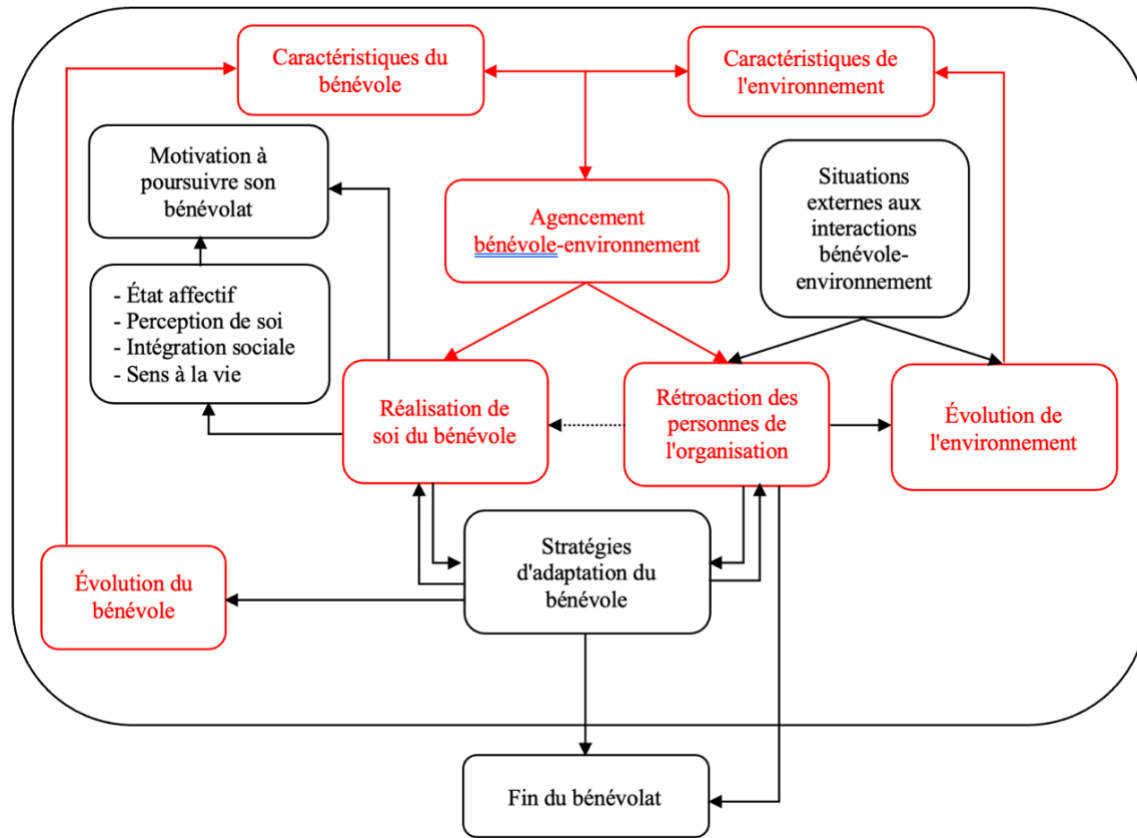 Caractéristiques du
bénévole
Caractéristiques de
l'environnement
Motivation à
poursuivre son
bénévolat
Agencement
bénévole-environnement
Situations
externes aux
interactions
bénévole-
environnement
- État affectif
- Perception de soi
- Intégration sociale
- Sens à la vie
Réalisation de
soi du bénévole
Rétroaction des
personnes de
l'organisation
Évolution de
l'environnement
Stratégies
d'adaptation du
bénévole
Évolution du
bénévole
Fin du bénévolat